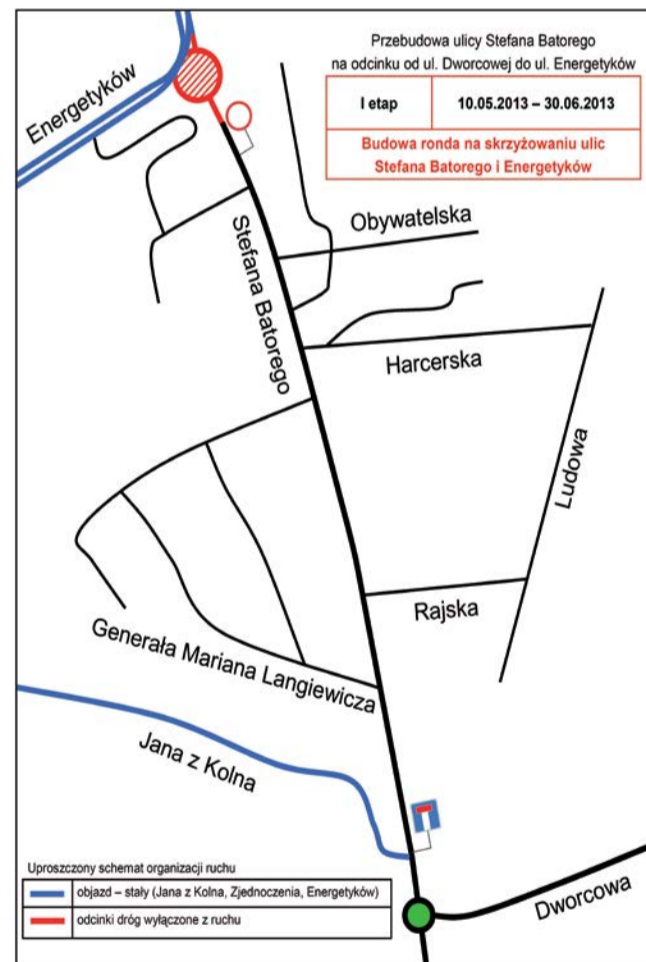 Przebudowa ulicy Stefana Batorego
na odcinku od ul. Dworcowej do ul. Energetyków
I etap
10.05.2013 – 30.06.2013
Budowa ronda na skrzyżowaniu ulic
Stefana Batorego i Energetyków
Energetyków
Stefana Batorego
Obywatelska
Harcerska
Ludowa
Rajska
Generała Mariana Langiewicza
Jana z Kolna
Dworcowa
Uproszczony schemat organizacji ruchu
objazd – stały (Jana z Kolna, Zjednoczenia, Energetyków)
odcinki dróg wyłączone z ruchu